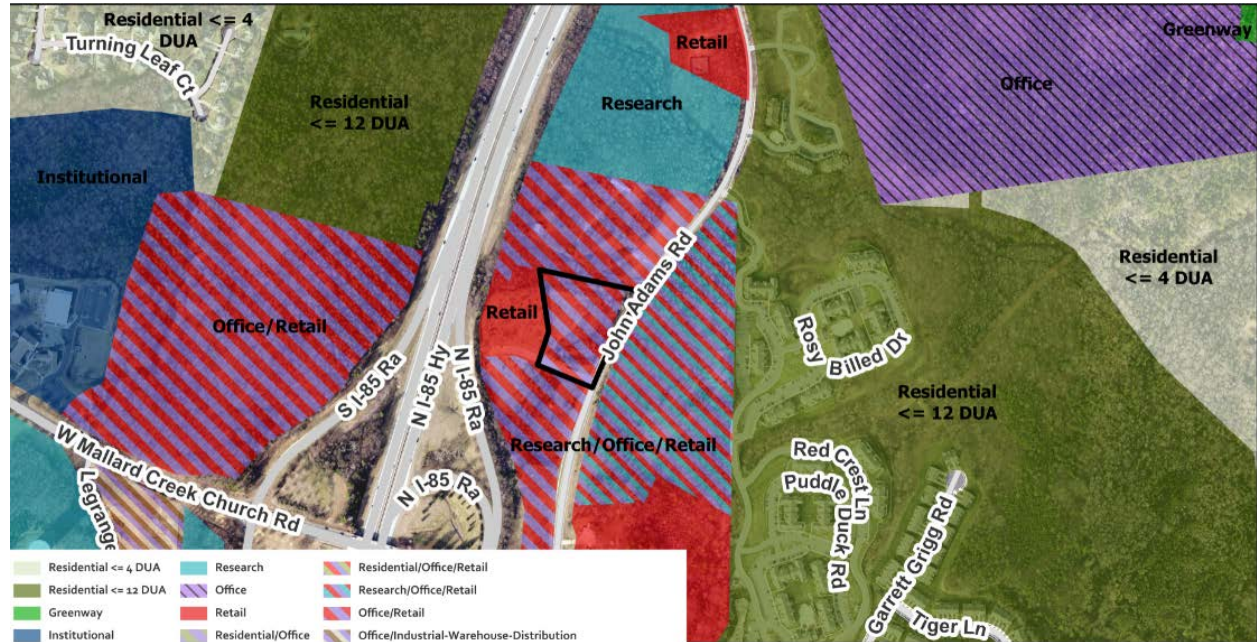 Residential <= 4
DUA
Turning Leaf Ct
Residential
<= 12 DUA
Institutional
Retail
Research
Office
Greenway
Residential
<= 4 DUA
John Adams Rd
Retail
Office/Retail
Rosy Billed Dr
S I-85 Ra
N I-85 Hy
N I-85 Ra
Residential
<= 12 DUA
Research/Office/Retail
W Mallard Creek Church Rd
Legrange
N I-85 Ra
Red Crest Ln
Puddle Duck Rd
Garrett Grigg Rd
Tiger Ln
Residential <= 4 DUA
Residential <= 12 DUA
Greenway
Institutional
Research
Office
Retail
Residential/Office
Residential/Office/Retail
Research/Office/Retail
Office/Retail
Office/Industrial-Warehouse-Distribution